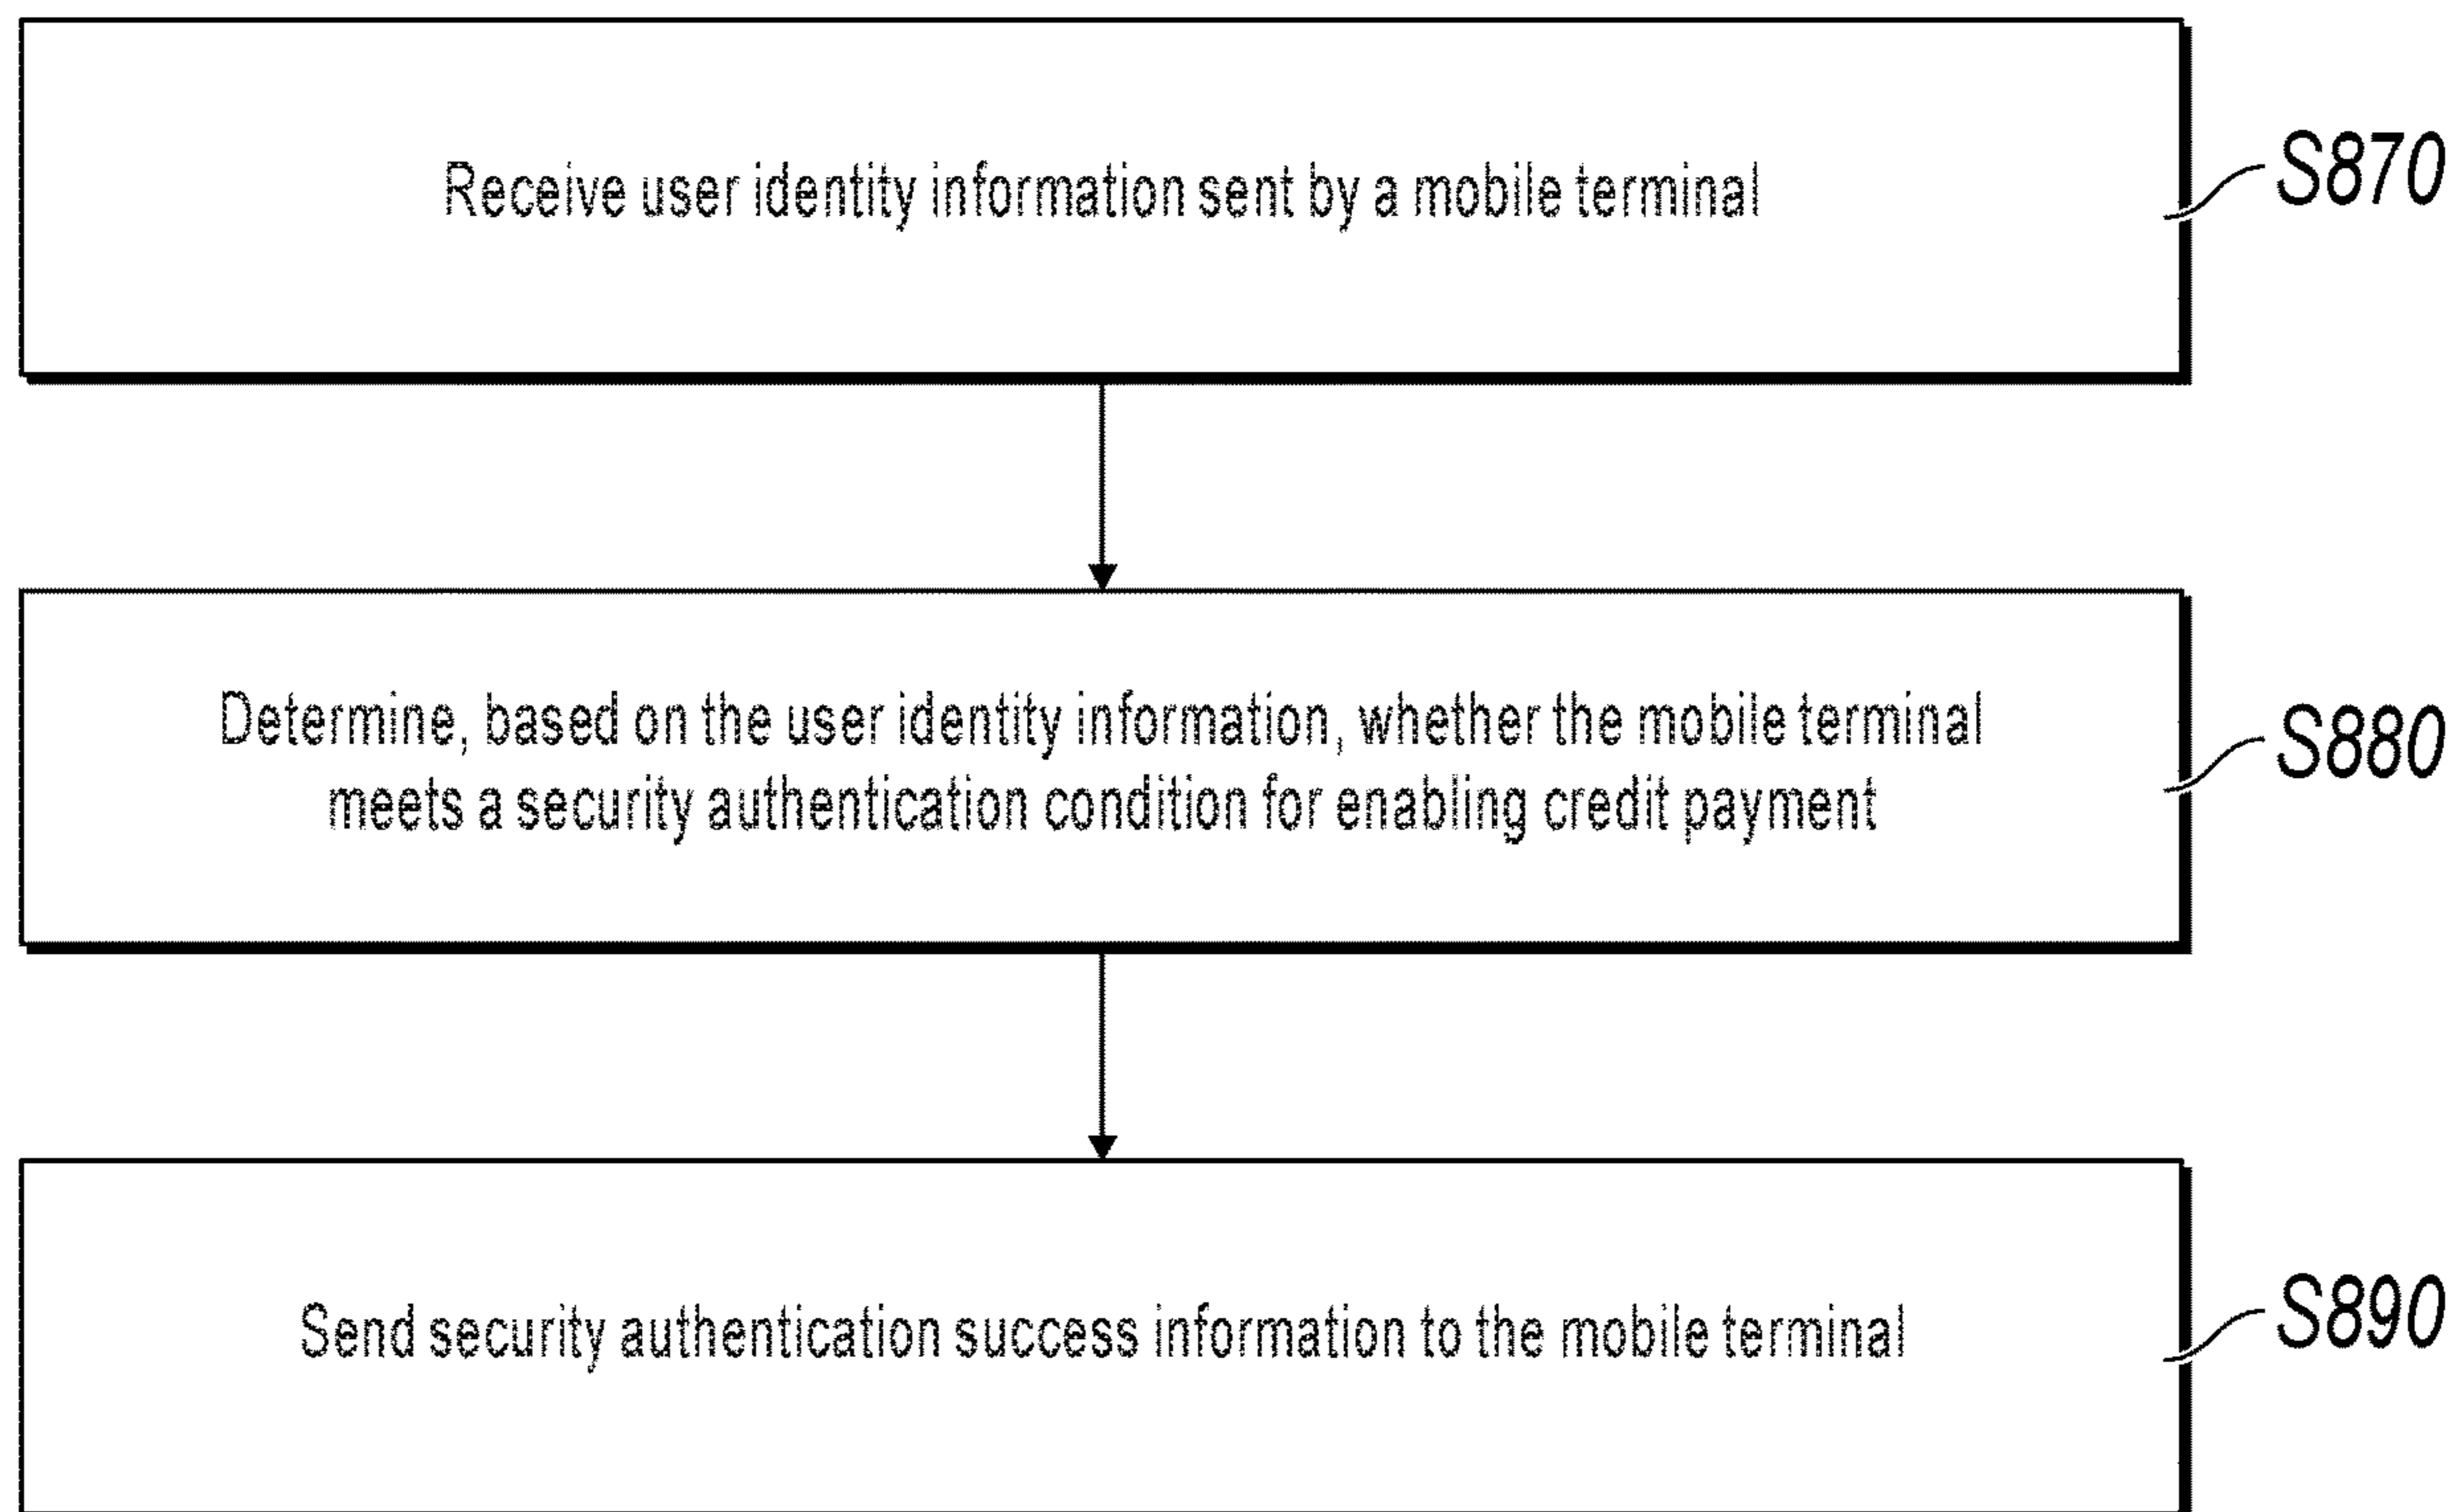 Receive user identity information sent by a mobile terminal
S870
Determine, based on the user identity information, whether the mobile terminal
meets a security authentication condition for enabling credit payment
S880
Send security authentication success information to the mobile terminal
S890